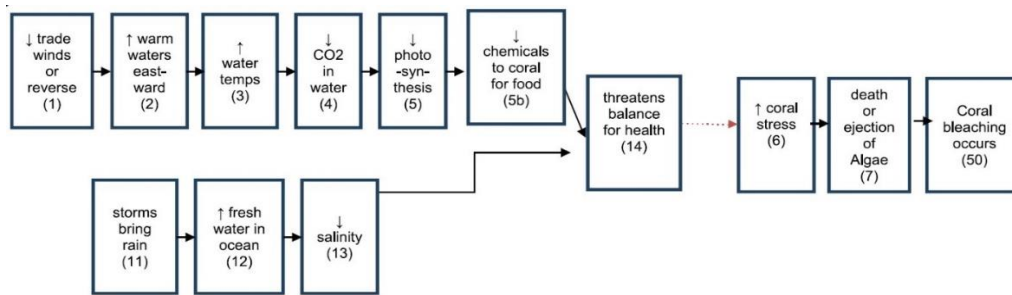 ↓ trade
winds
or
reverse
(1)
↑ warm
waters
east-
ward
(2)
↑
water
temps
(3)
↓
CO2
in
water
(4)
↓
photo
-syn-
thesis
(5)
↓
chemicals
to coral
for food
(5b)
threatens
balance
for health
(14)
↑ coral
stress
(6)
death
or
ejection
of
Algae
(7)
Coral
bleaching
occurs
(50)
storms
bring
rain
(11)
↑ fresh
water in
ocean
(12)
↓
salinity
(13)